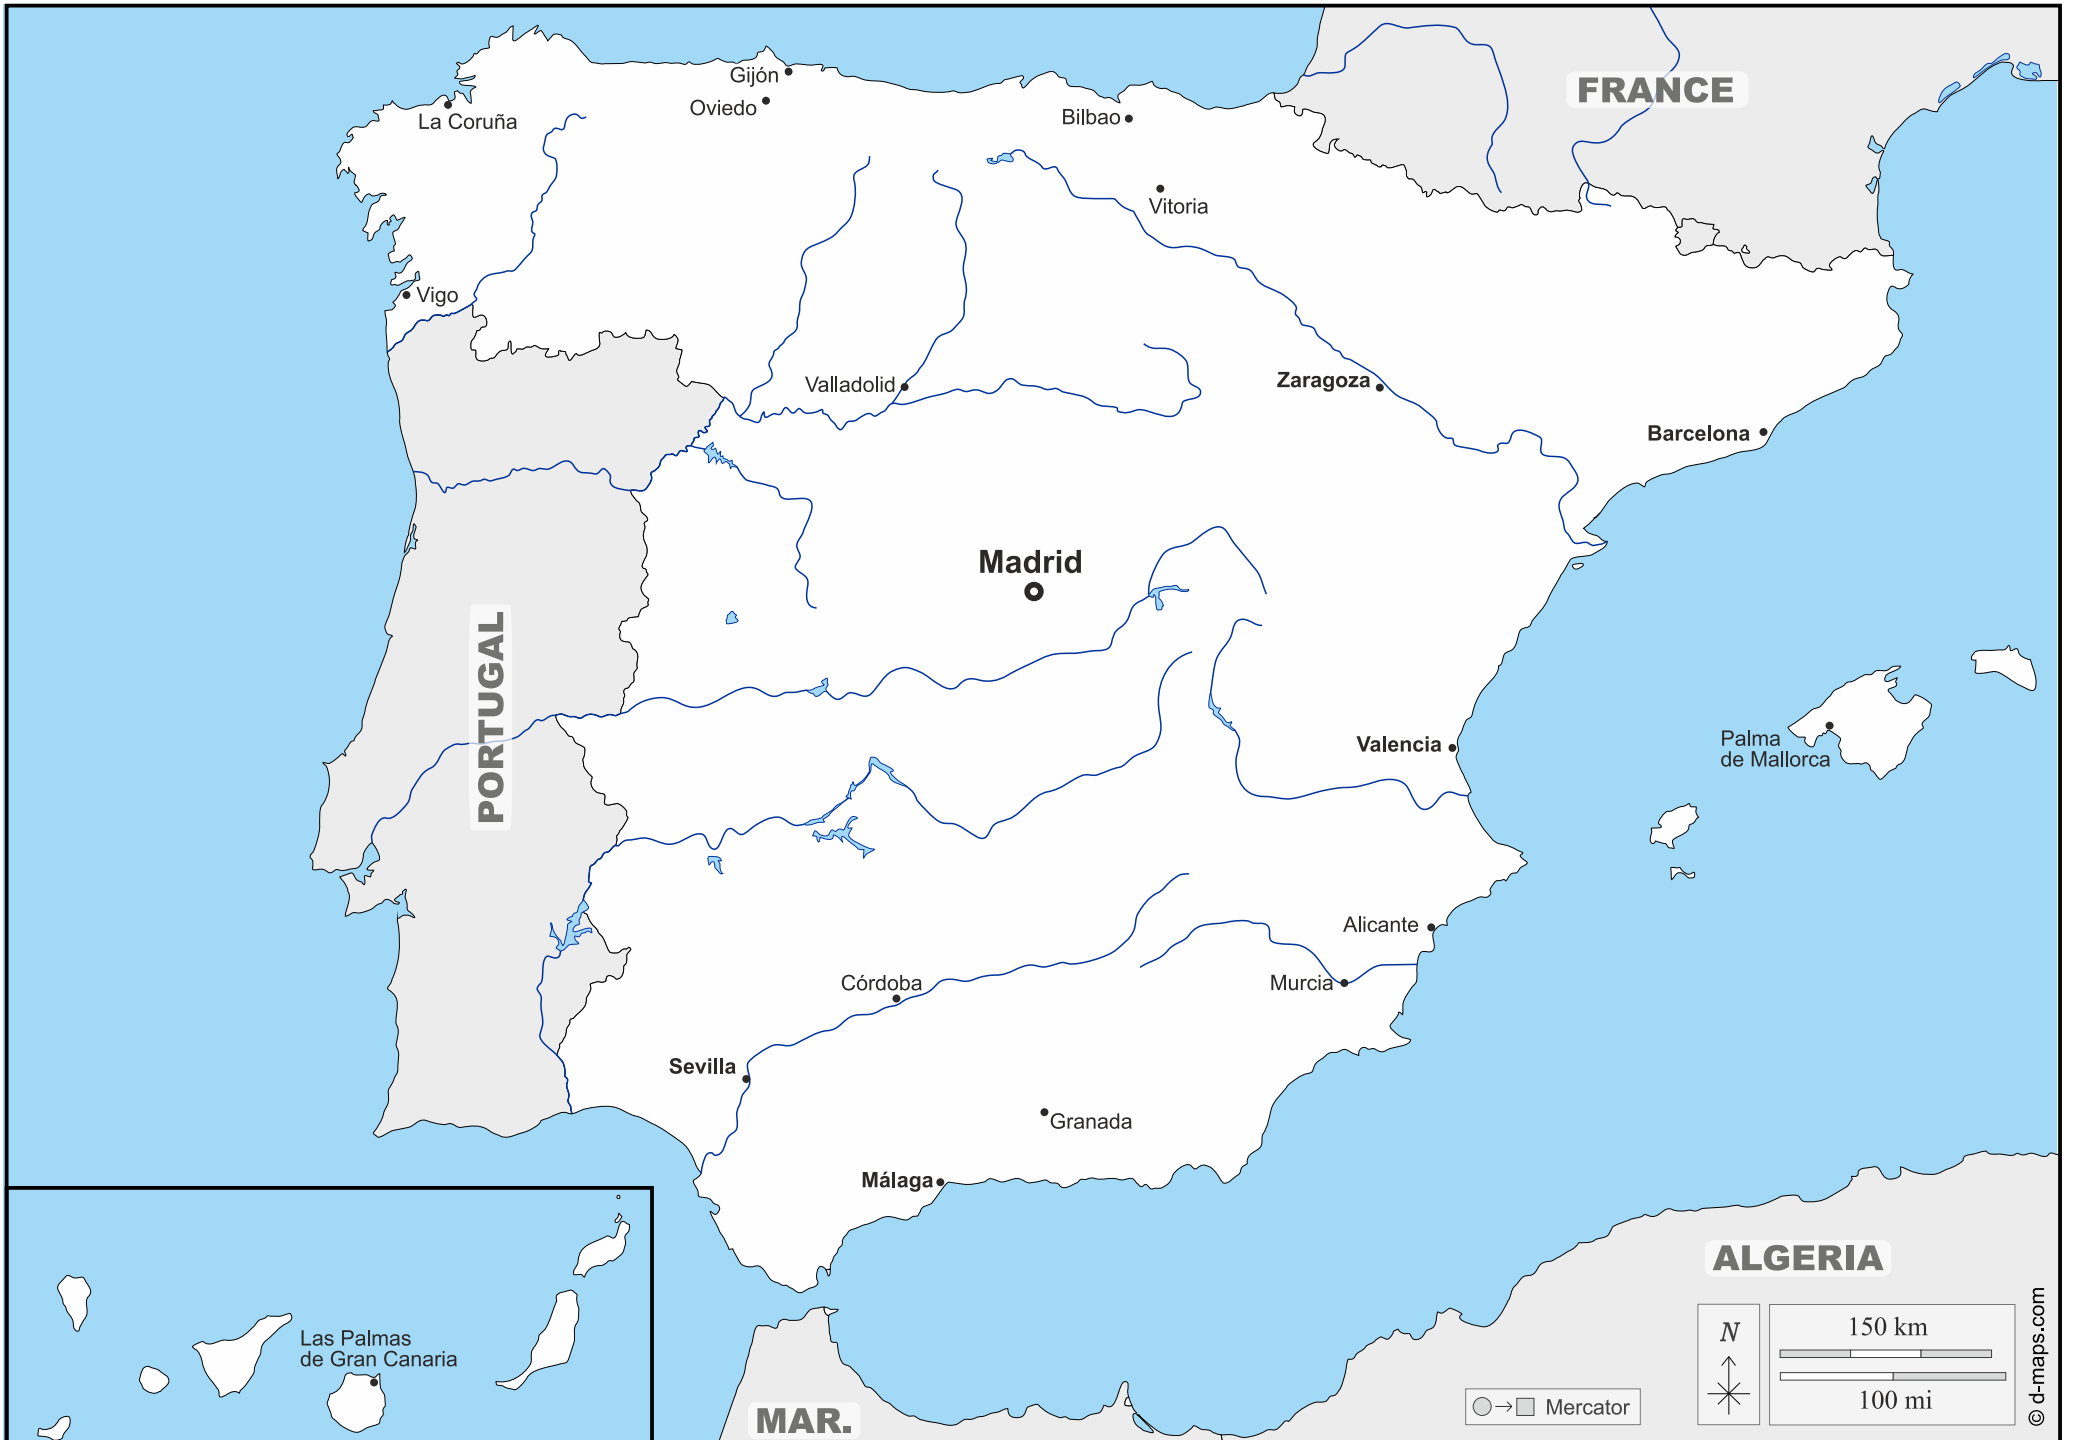 Gijón
FRANCE
Oviedo
La Coruña
Bilbao
Vitoria
Vigo
Valladolid
Zaragoza
Barcelona
Madrid
PORTUGAL
Palma
de Mallorca
Valencia
Alicante
Córdoba
Murcia
Sevilla
Granada
Málaga
ALGERIA
Las Palmas
de Gran Canaria
MAR.
N
150 km
100 mi
Mercator
© d-maps.com